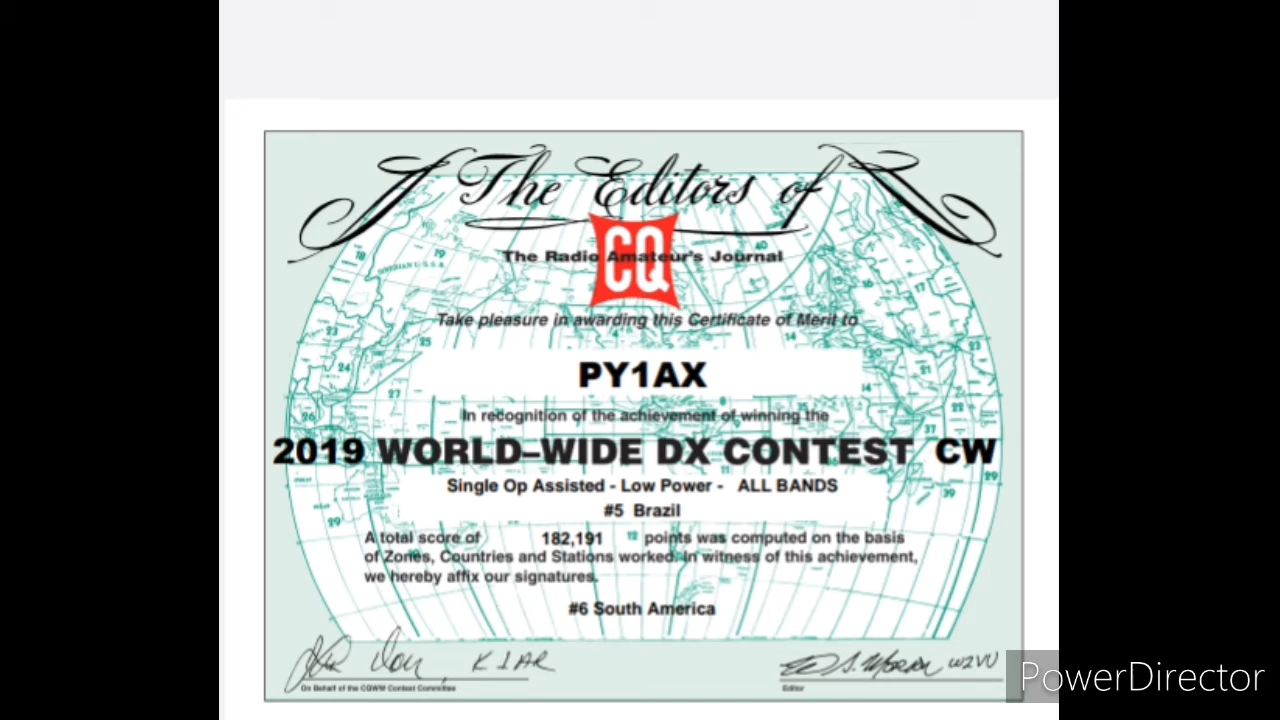 The Editors of
CQ
The Radio Amateur's Journal
Take pleasure in awarding this Certificate of Merit to
PY1AX
In recognition of the achievement of winning the
2019 WORLD–WIDE DX CONTEST CW
Single Op Assisted - Low Power - ALL BANDS
#5 Brazil
A total score of 182,191 points was computed on the basis
of Zones, Countries and Stations worked. In witness of this achievement,
we hereby affix our signatures.
#6 South America
K1AR
W2VU
On Behalf of the CQWW Contest Committee
Editor
PowerDirector